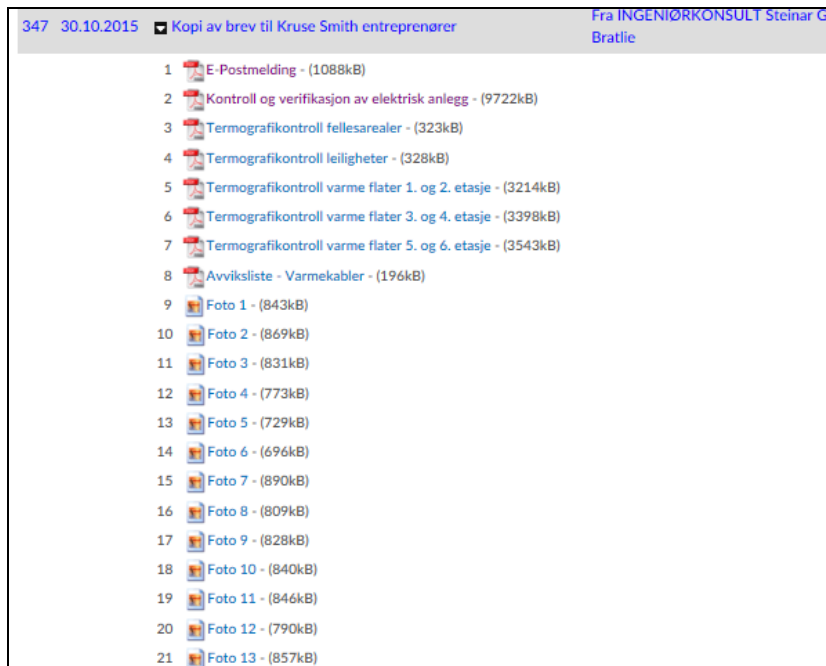 347 30.10.2015 Kopi av brev til Kruse Smith entreprenører Fra INGENIØRKONSULT Steinar G
Bratlie
1 E-Postmelding - (1088kB)
2 Kontroll og verifikasjon av elektrisk anlegg - (9722kB)
3 Termografikontroll fellesarealer - (323kB)
4 Termografikontroll leiligheter - (328kB)
5 Termografikontroll varme flater 1. og 2. etasje - (3214kB)
6 Termografikontroll varme flater 3. og 4. etasje - (3398kB)
7 Termografikontroll varme flater 5. og 6. etasje - (3543kB)
8 Avviksliste - Varmekabler - (196kB)
9 Foto 1 - (843kB)
10 Foto 2 - (869kB)
11 Foto 3 - (831kB)
12 Foto 4 - (773kB)
13 Foto 5 - (729kB)
14 Foto 6 - (696kB)
15 Foto 7 - (890kB)
16 Foto 8 - (809kB)
17 Foto 9 - (828kB)
18 Foto 10 - (840kB)
19 Foto 11 - (846kB)
20 Foto 12 - (790kB)
21 Foto 13 - (857kB)